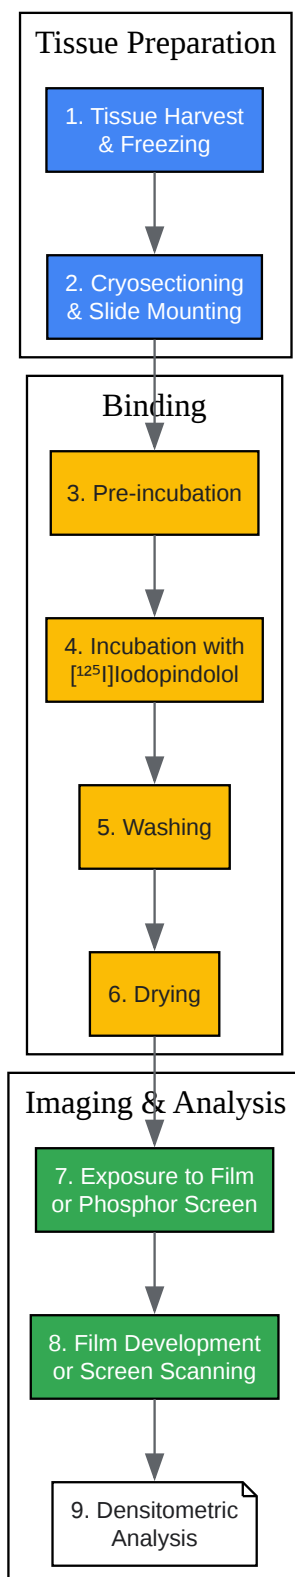 Tissue Preparation
1. Tissue Harvest
& Freezing
2. Cryosectioning
& Slide Mounting
Binding
3. Pre-incubation
4. Incubation with
[¹²⁵I]Iodopindolol
5. Washing
6. Drying
Imaging & Analysis
7. Exposure to Film
or Phosphor Screen
8. Film Development
or Screen Scanning
9. Densitometric
Analysis